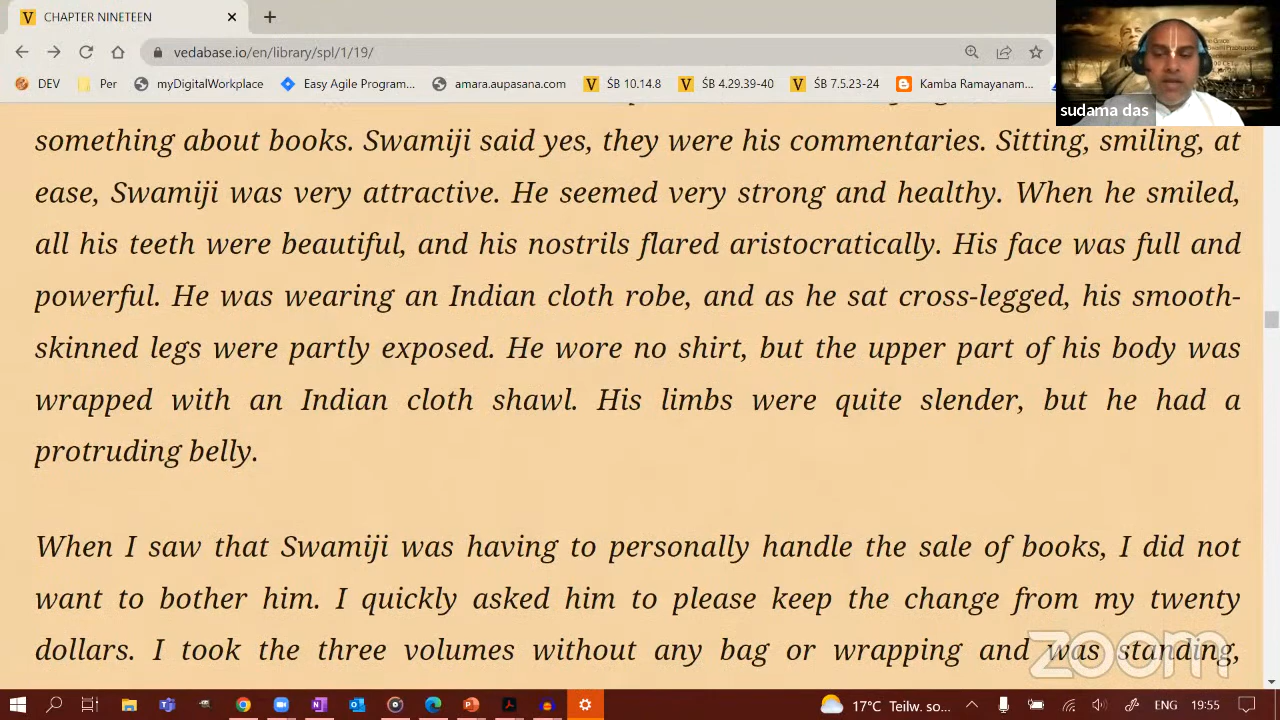 CHAPTER NINETEEN
vedabase.io/en/library/spl/1/19/
DEV
Per
myDigitalWorkplace
Easy Agile Program...
amara.aupasana.com
ŚB 10.14.8
ŚB 4.29.39-40
ŚB 7.5.23-24
Kamba Ramayanam...
sudama das
something about books. Swamiji said yes, they were his commentaries. Sitting, smiling, at
ease, Swamiji was very attractive. He seemed very strong and healthy. When he smiled,
all his teeth were beautiful, and his nostrils flared aristocratically. His face was full and
powerful. He was wearing an Indian cloth robe, and as he sat cross-legged, his smooth-
skinned legs were partly exposed. He wore no shirt, but the upper part of his body was
wrapped with an Indian cloth shawl. His limbs were quite slender, but he had a
protruding belly.
When I saw that Swamiji was having to personally handle the sale of books, I did not
want to bother him. I quickly asked him to please keep the change from my twenty
dollars. I took the three volumes without any bag or wrapping and was standing,
zoom
17°C Teilw. so...
ENG
19:55